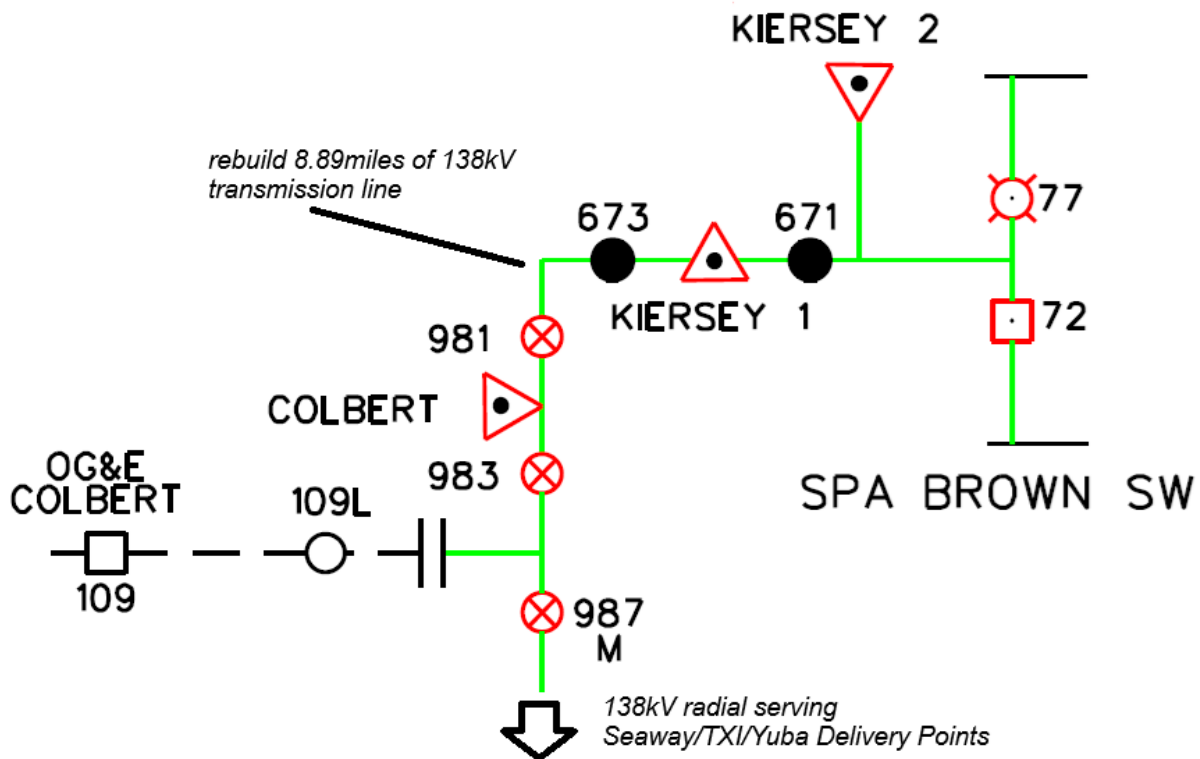 KIERSEY 2
rebuild 8.89miles of 138kV
transmission line
77
673
671
KIERSEY 1
72
981
COLBERT
983
SPA BROWN SW
OG&E
COLBERT
109L
109
987
M
138kV radial serving
Seaway/TXI/Yuba Delivery Points